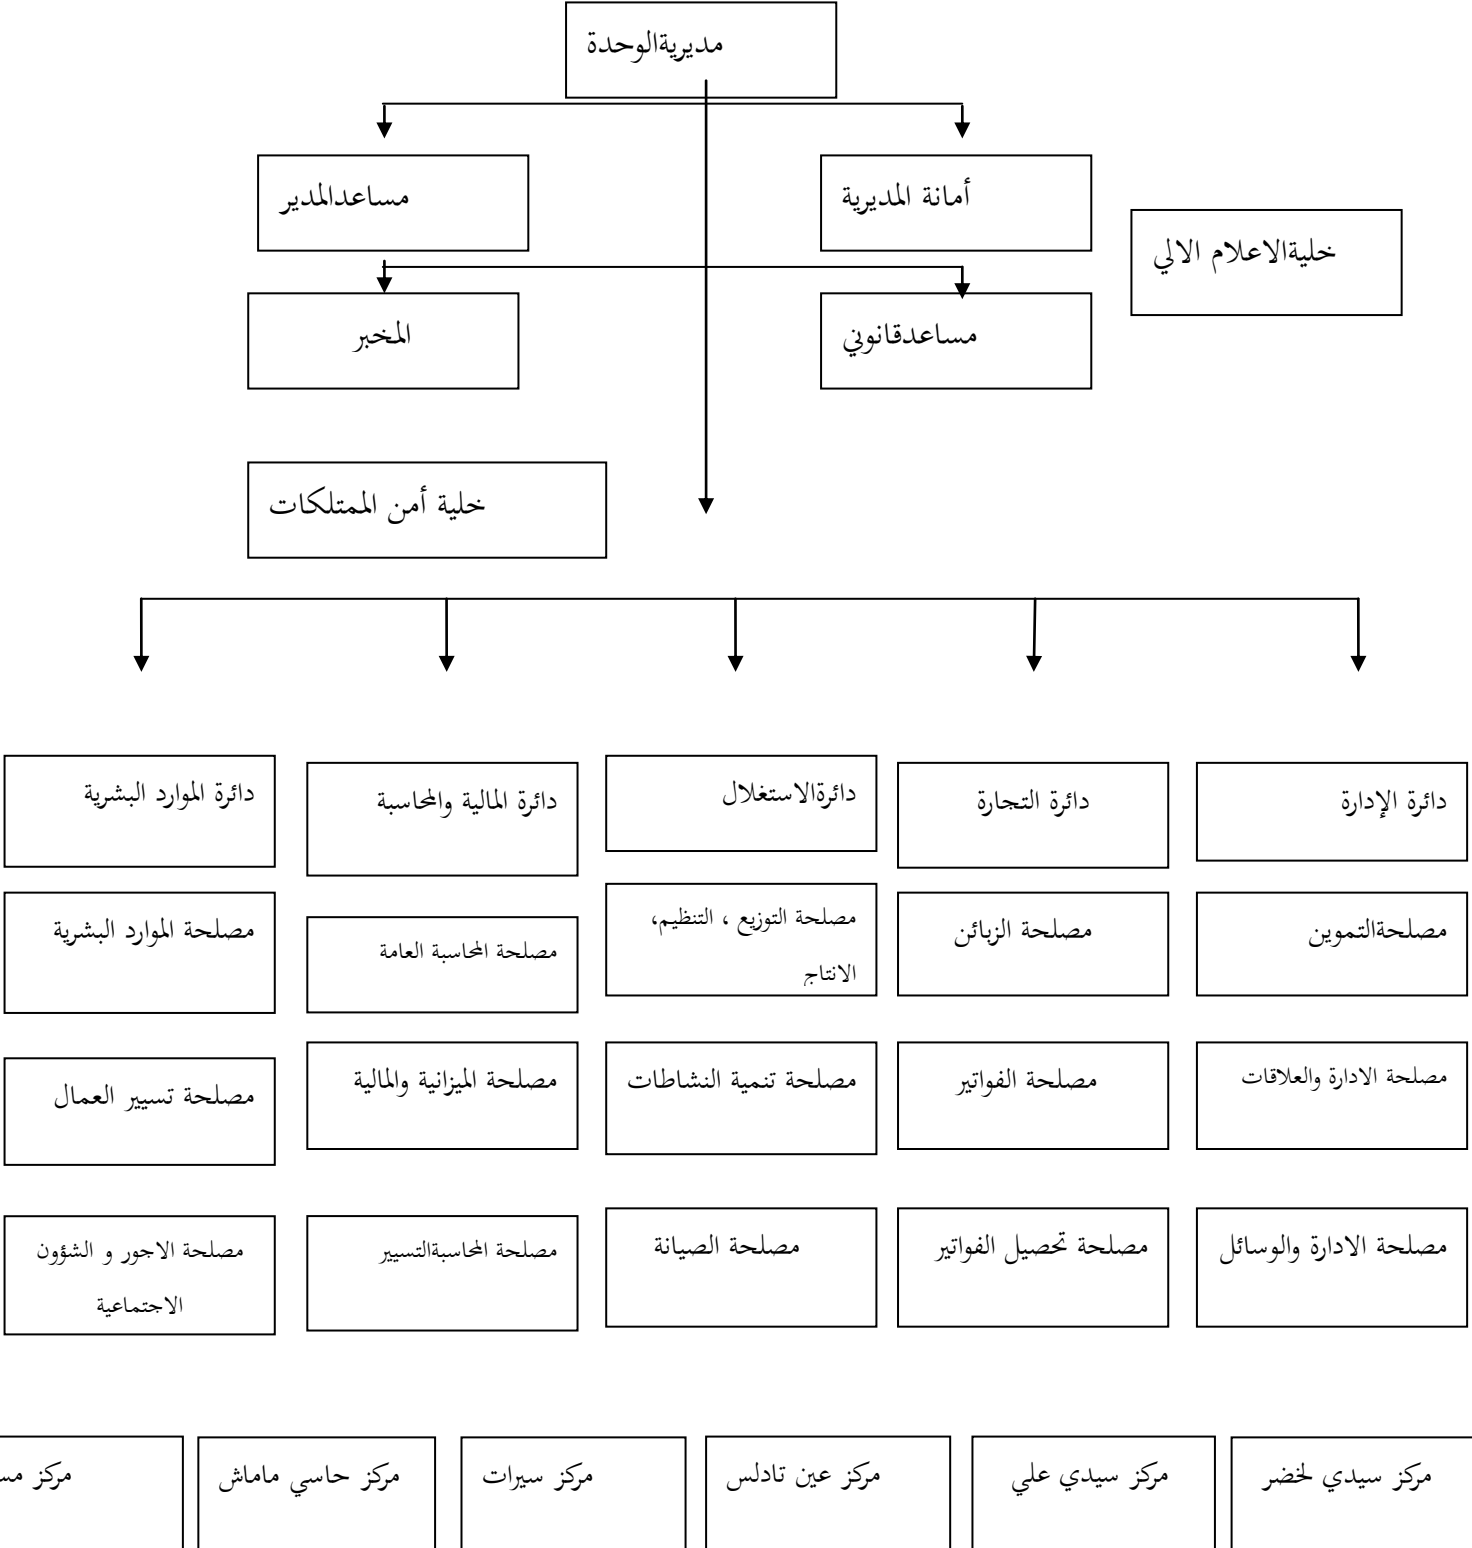 مديريةالوحدة
أمانة المديرية
مساعدالمدير
خليةالاعلام الالي
مساعدقانوني
المخبر
خلية أمن الممتلكات
دائرة الإدارة
دائرة التجارة
دائرةالاستغلال
دائرة المالية والمحاسبة
دائرة الموارد البشرية
مصلحةالتموين
مصلحة الزبائن
مصلحة التوزيع ، التنظيم،
الانتاج
مصلحة المحاسبة العامة
مصلحة الموارد البشرية
مصلحة الادارة والعلاقات
مصلحة الفواتير
مصلحة تنمية النشاطات
مصلحة الميزانية والمالية
مصلحة تسيير العمال
مصلحة الادارة والوسائل
مصلحة تحصيل الفواتير
مصلحة الصيانة
مصلحة المحاسبةالتسيير
مصلحة الاجور و الشؤون
الاجتماعية
مركز سيدي لخضر
مركز سيدي علي
مركز عين تادلس
مركز سيرات
مركز حاسي ماماش
مركز